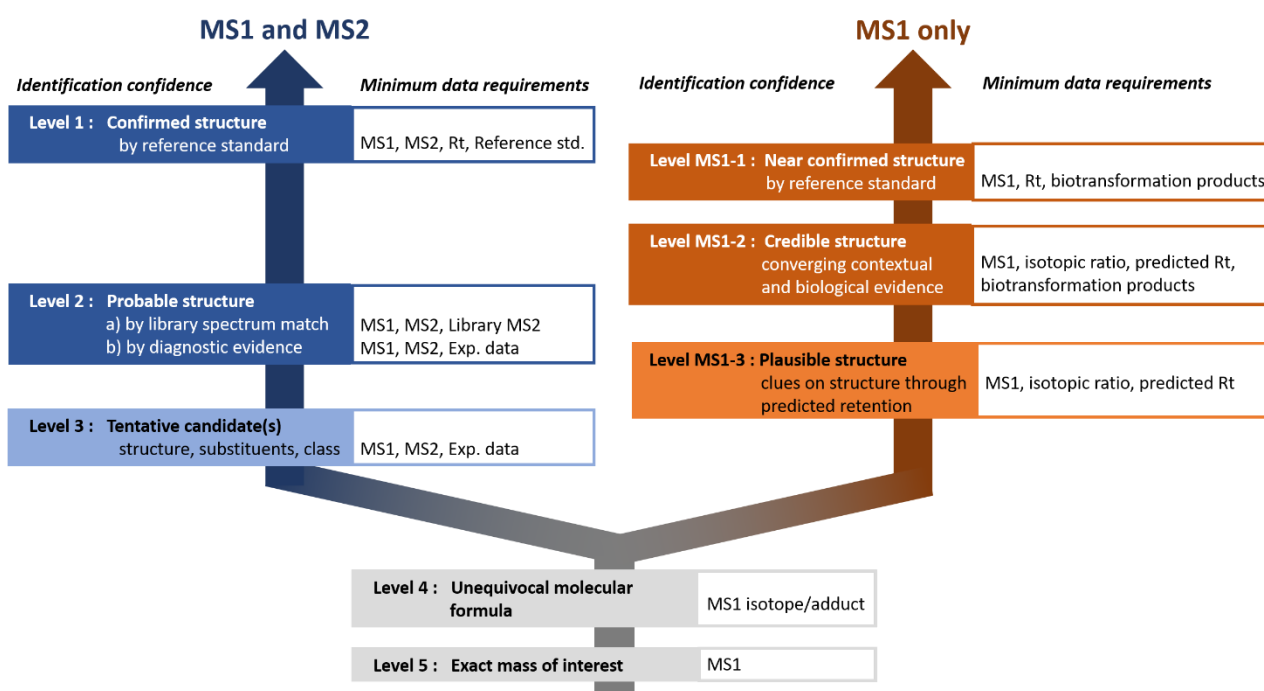 MS1 and MS2
Identification confidence
Minimum data requirements
Level 1 : Confirmed structure
by reference standard
MS1, MS2, Rt, Reference std.
Level 2 : Probable structure
a) by library spectrum match
b) by diagnostic evidence
MS1, MS2, Library MS2
MS1, MS2, Exp. data
Level 3 : Tentative candidate(s)
structure, substituents, class
MS1, MS2, Exp. data
MS1 only
Identification confidence
Minimum data requirements
Level MS1-1 : Near confirmed structure
by reference standard
MS1, Rt, biotransformation products
Level MS1-2 : Credible structure
converging contextual
and biological evidence
MS1, isotopic ratio, predicted Rt,
biotransformation products
Level MS1-3 : Plausible structure
clues on structure through
predicted retention
MS1, isotopic ratio, predicted Rt
Level 4 : Unequivocal molecular
formula
MS1 isotope/adduct
Level 5 : Exact mass of interest
MS1